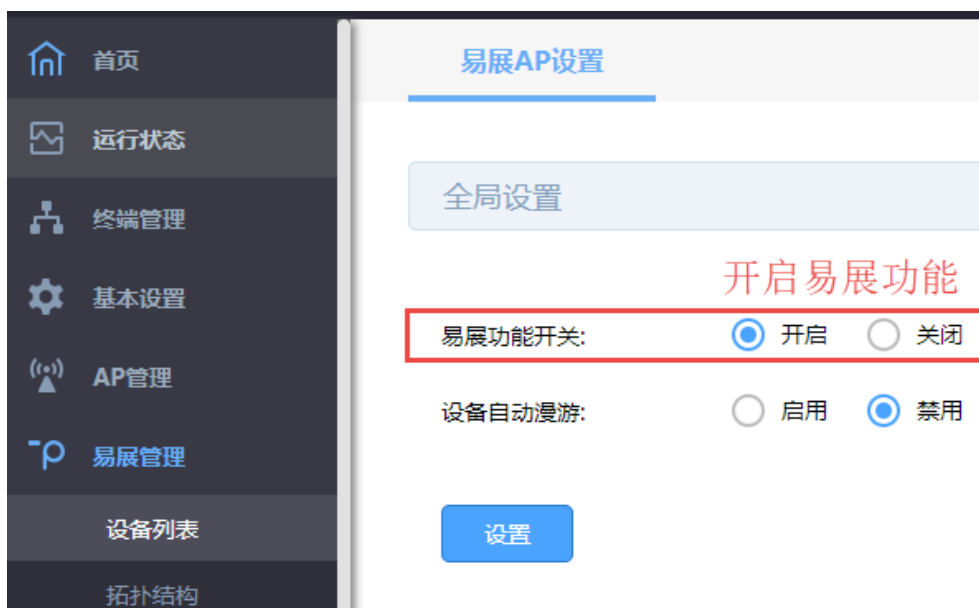 首页
运行状态
终端管理
基本设置
AP管理
易展管理
设备列表
拓扑结构
易展AP设置
全局设置
开启易展功能
易展功能开关: 开启 关闭
设备自动漫游: 启用 禁用
设置